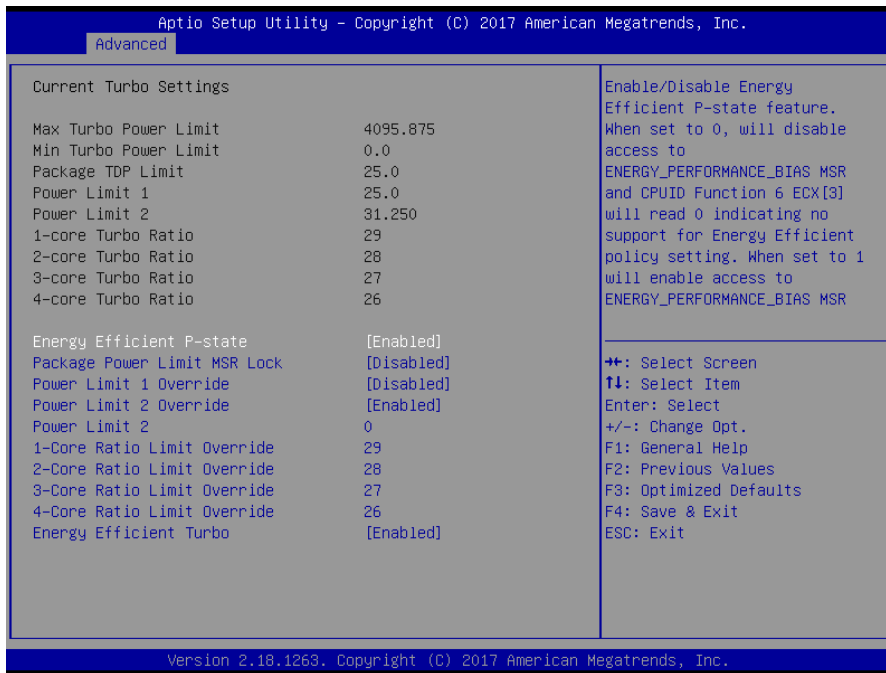 Aptio Setup Utility - Copyright (C) 2017 American Megatrends, Inc.
Advanced
Current Turbo Settings
Max Turbo Power Limit 4095.875
Min Turbo Power Limit 0.0
Package TDP Limit 25.0
Power Limit 1 25.0
Power Limit 2 31.250
1-core Turbo Ratio 29
2-core Turbo Ratio 28
3-core Turbo Ratio 27
4-core Turbo Ratio 26
Energy Efficient P-state [Enabled]
Package Power Limit MSR Lock [Disabled]
Power Limit 1 Override [Disabled]
Power Limit 2 Override [Enabled]
Power Limit 2 0
1-Core Ratio Limit Override 29
2-Core Ratio Limit Override 28
3-Core Ratio Limit Override 27
4-Core Ratio Limit Override 26
Energy Efficient Turbo [Enabled]
Enable/Disable Energy
Efficient P-state feature.
When set to 0, will disable
access to
ENERGY_PERFORMANCE_BIAS MSR
and CPUID Function 6 ECX[3]
will read 0 indicating no
support for Energy Efficient
policy setting. When set to 1
will enable access to
ENERGY_PERFORMANCE_BIAS MSR
→←: Select Screen
↑↓: Select Item
Enter: Select
+/-: Change Opt.
F1: General Help
F2: Previous Values
F3: Optimized Defaults
F4: Save & Exit
ESC: Exit
Version 2.18.1263. Copyright (C) 2017 American Megatrends, Inc.